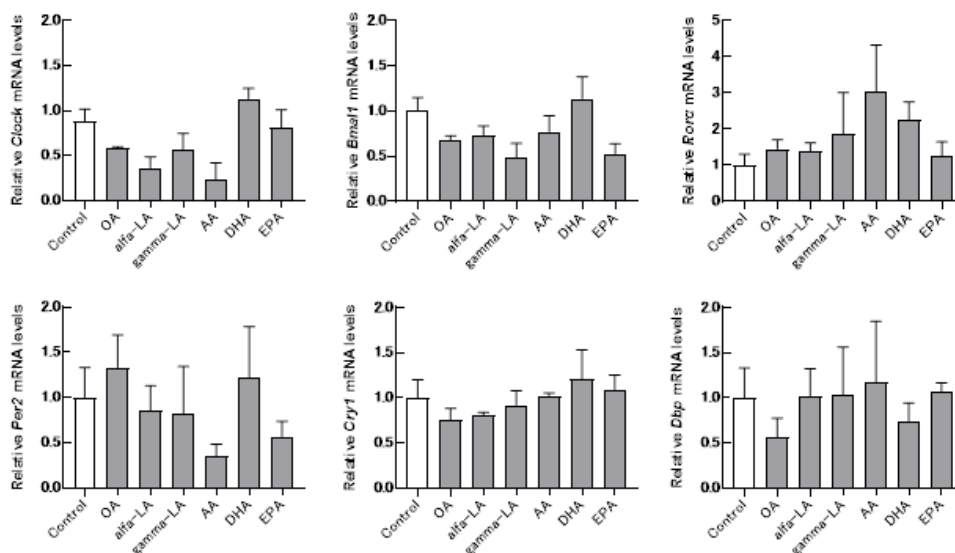 Relative Clock mRNA levels
2.0
1.5
1.0
0.5
0.0
Control
OA
alfa-LA
gamma-LA
AA
DHA
EPA
Relative Bmal1 mRNA levels
2.0
1.5
1.0
0.5
0.0
Control
OA
alfa-LA
gamma-LA
AA
DHA
EPA
Relative Rora mRNA levels
5
4
3
2
1
0
Control
OA
alfa-LA
gamma-LA
AA
DHA
EPA
Relative Per2 mRNA levels
2.0
1.5
1.0
0.5
0.0
Control
OA
alfa-LA
gamma-LA
AA
DHA
EPA
Relative Cry1 mRNA levels
2.0
1.5
1.0
0.5
0.0
Control
OA
alfa-LA
gamma-LA
AA
DHA
EPA
Relative Dbp mRNA levels
2.0
1.5
1.0
0.5
0.0
Control
OA
alfa-LA
gamma-LA
AA
DHA
EPA